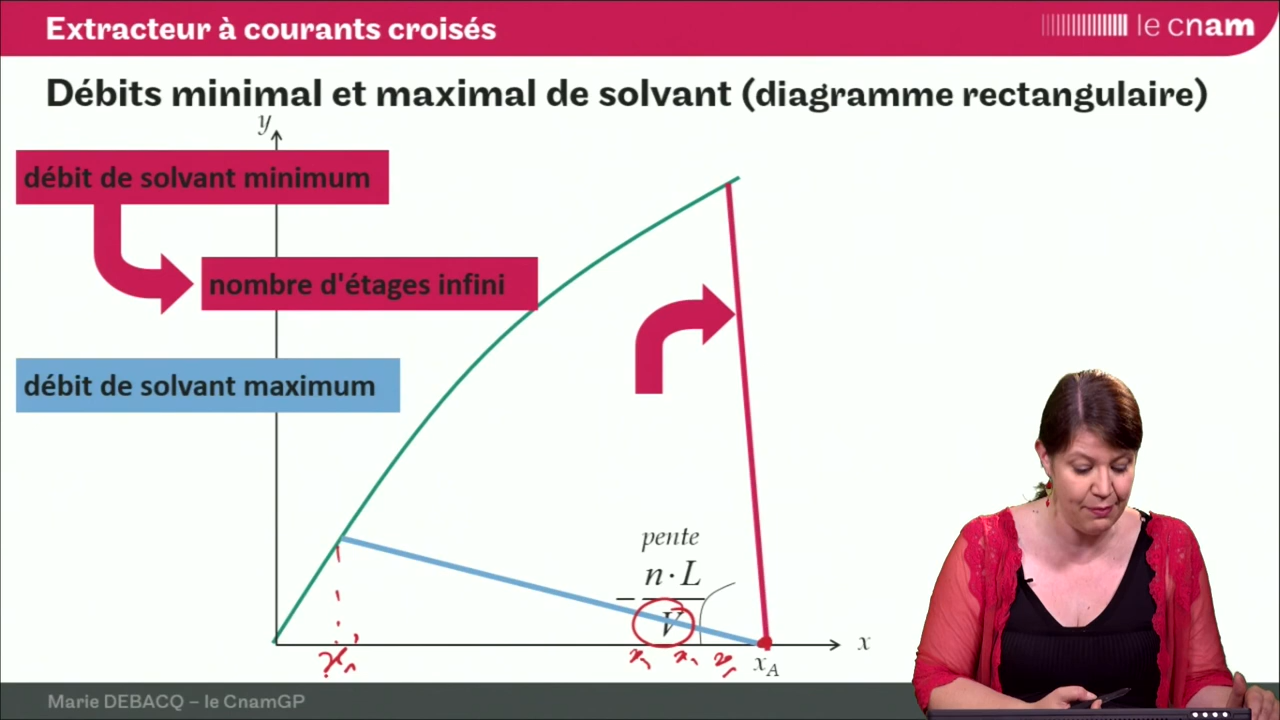 Extracteur à courants croisés
le cnam
Débits minimal et maximal de solvant (diagramme rectangulaire)
y
débit de solvant minimum
nombre d'étages infini
débit de solvant maximum
pente
n · L
V
x
x_A
Marie DEBACQ – le CnamGP